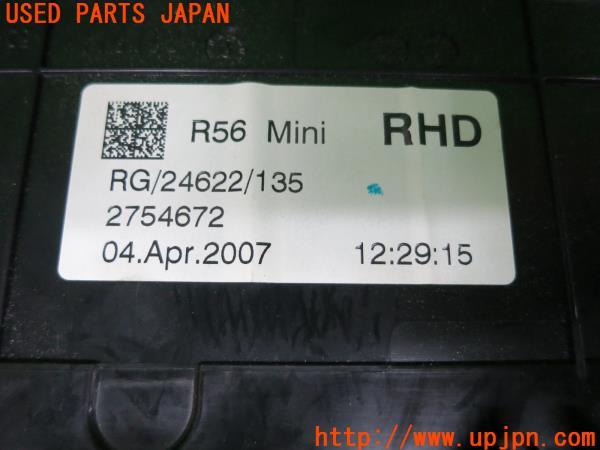 USED PARTS JAPAN
R56 Mini RHD
RG/24622/135
2754672
04.Apr.2007 12:29:15
http://www.upjpn.com/